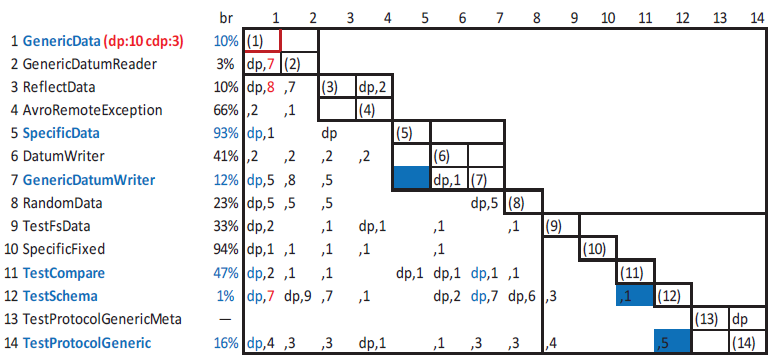 br 1 2 3 4 5 6 7 8 9 10 11 12 13 14
1 GenericData (dp:10 cdp:3) 10% (1)
2 GenericDatumReader 3% dp,7 (2)
3 ReflectData 10% dp,8 ,7 (3) dp,2
4 AvroRemoteException 66% ,2 ,1 (4)
5 SpecificData 93% dp,1 dp (5)
6 DatumWriter 41% ,2 ,2 ,2 ,2 (6)
7 GenericDatumWriter 12% dp,5 ,8 ,5 dp,1 (7)
8 RandomData 23% dp,5 ,5 ,5 dp,5 (8)
9 TestFsData 33% dp,2 ,1 dp,1 ,1 ,1 (9)
10 SpecificFixed 94% dp,1 ,1 ,1 ,1 ,1 (10)
11 TestCompare 47% dp,2 ,1 ,1 dp,1 dp,1 dp,1 ,1 (11)
12 TestSchema 1% dp,7 dp,9 ,7 ,1 dp,2 dp,7 dp,6 ,3 ,1 (12)
13 TestProtocolGenericMeta — (13) dp
14 TestProtocolGeneric 16% dp,4 ,3 ,3 dp,1 ,1 ,3 ,3 ,4 ,5 (14)